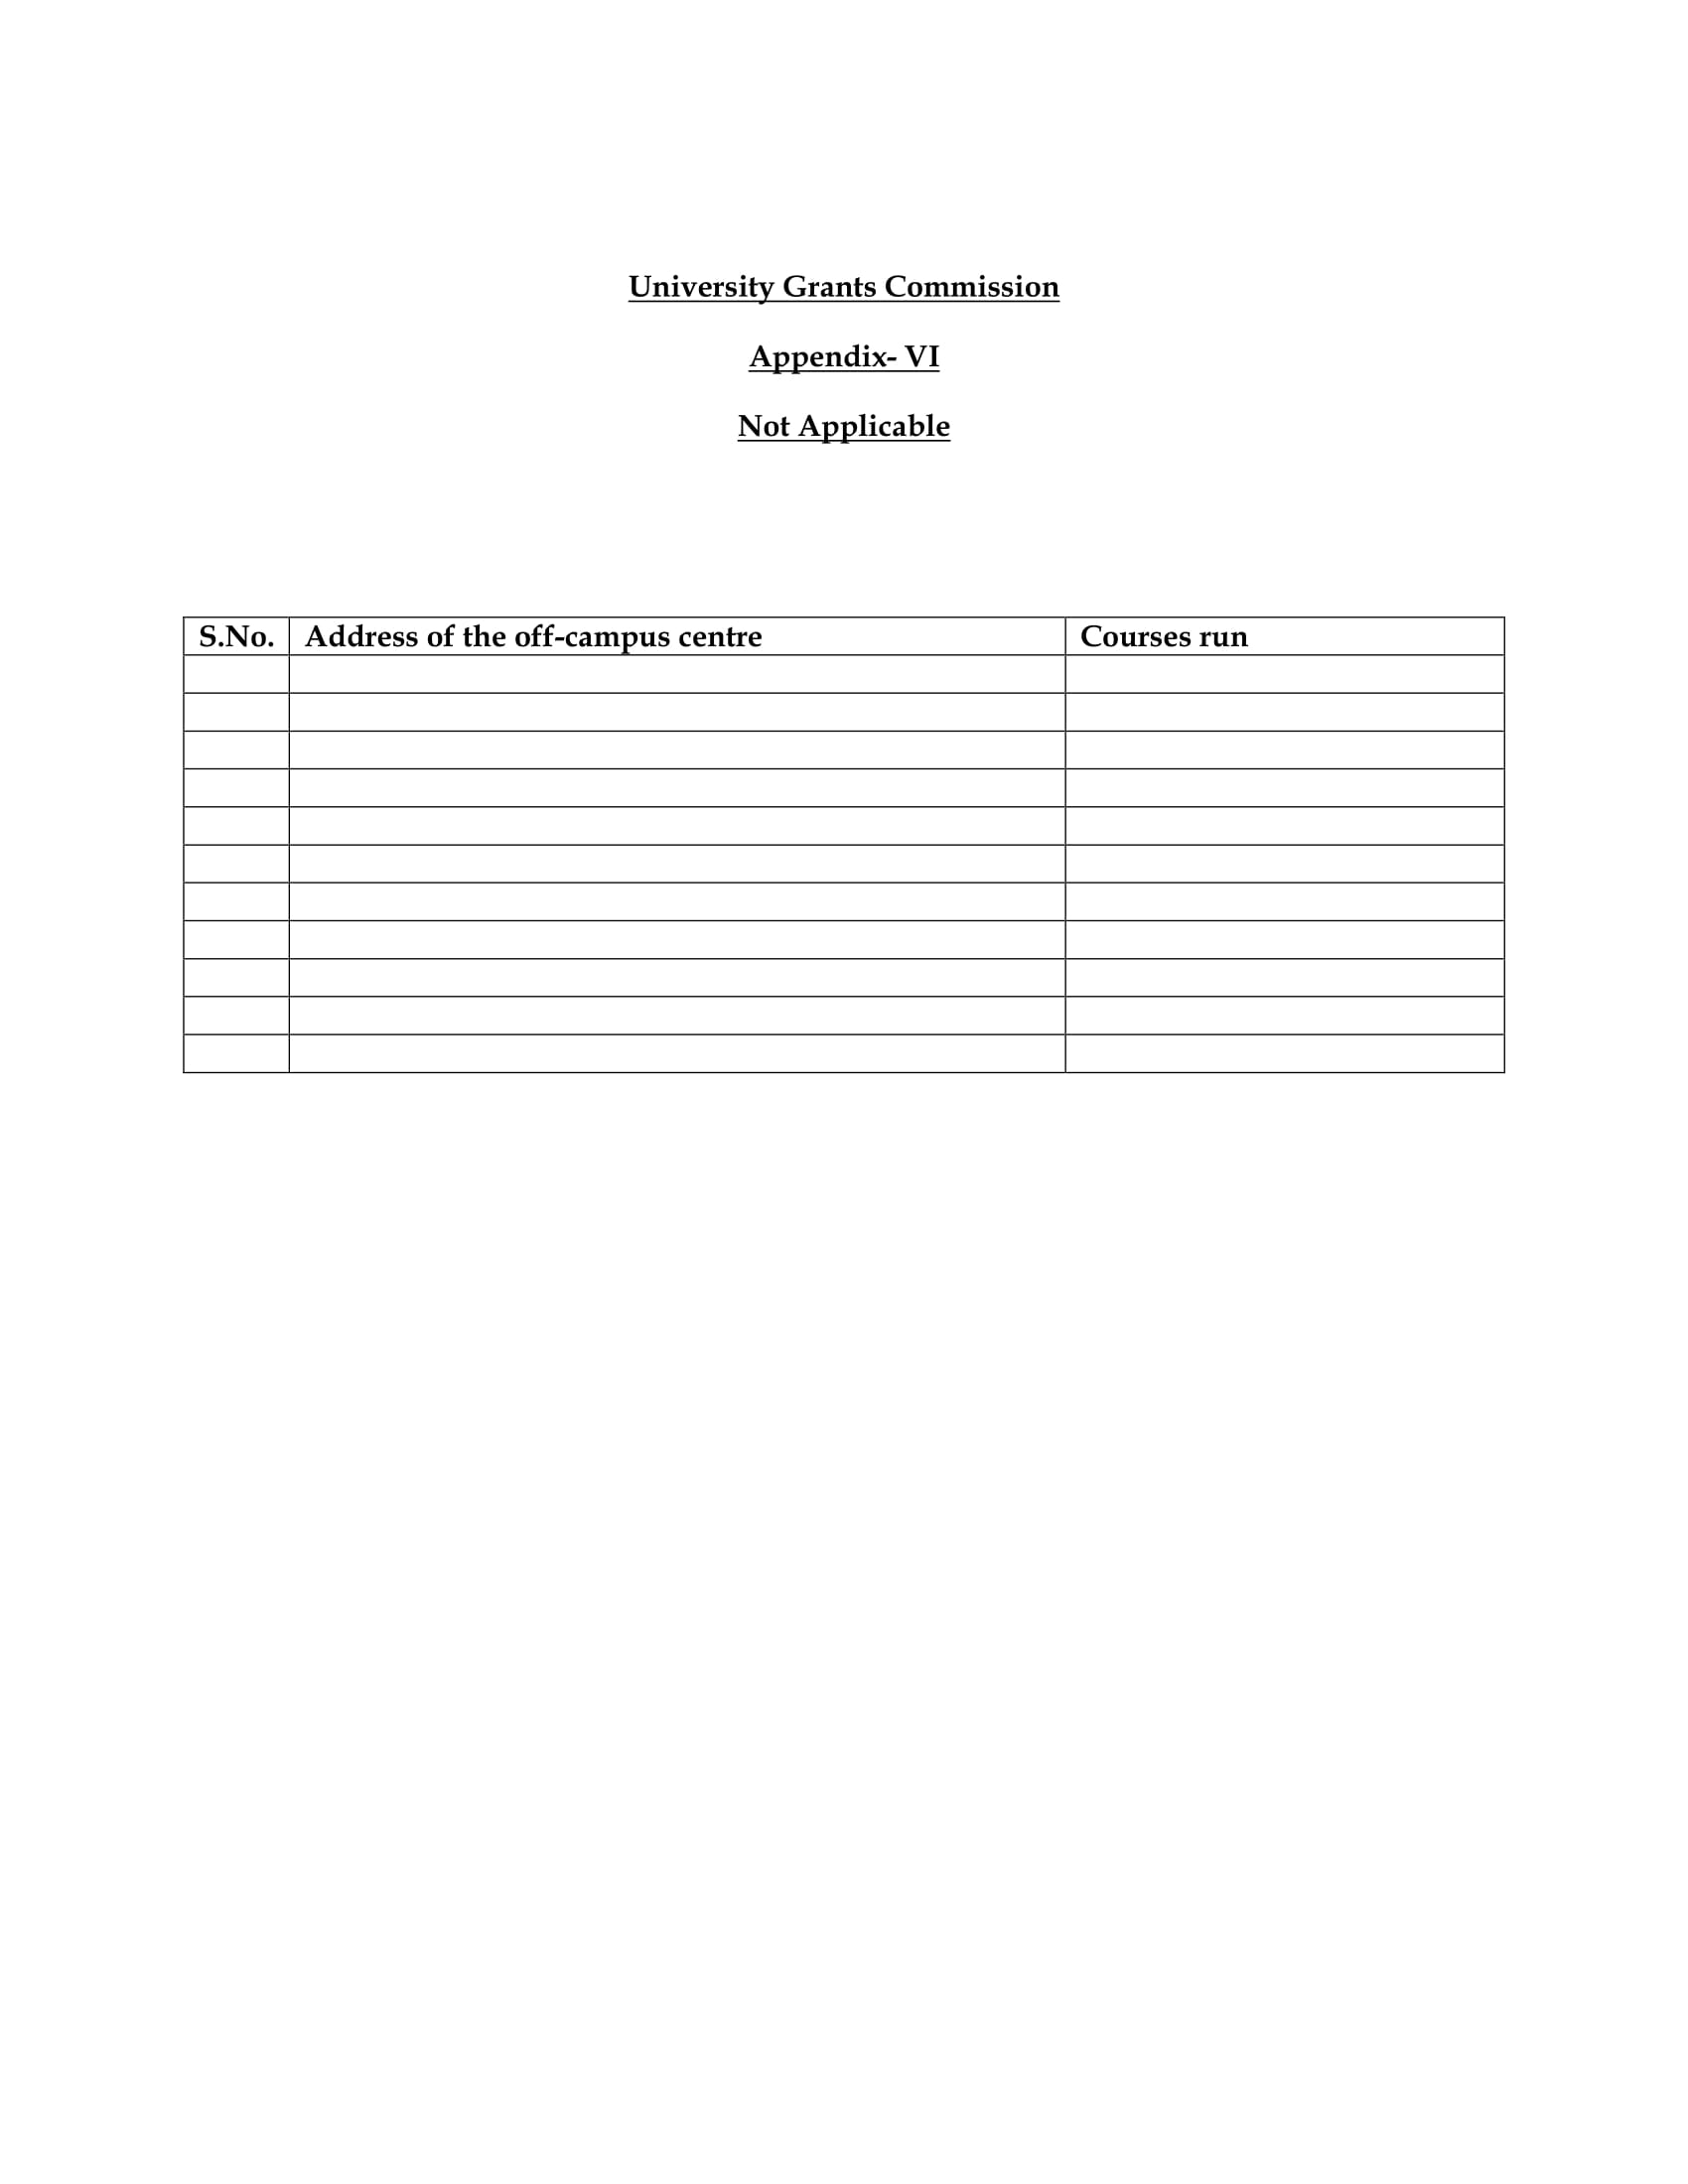 University Grants Commission
Appendix- VI
Not Applicable
S.No. Address of the off-campus centre Courses run